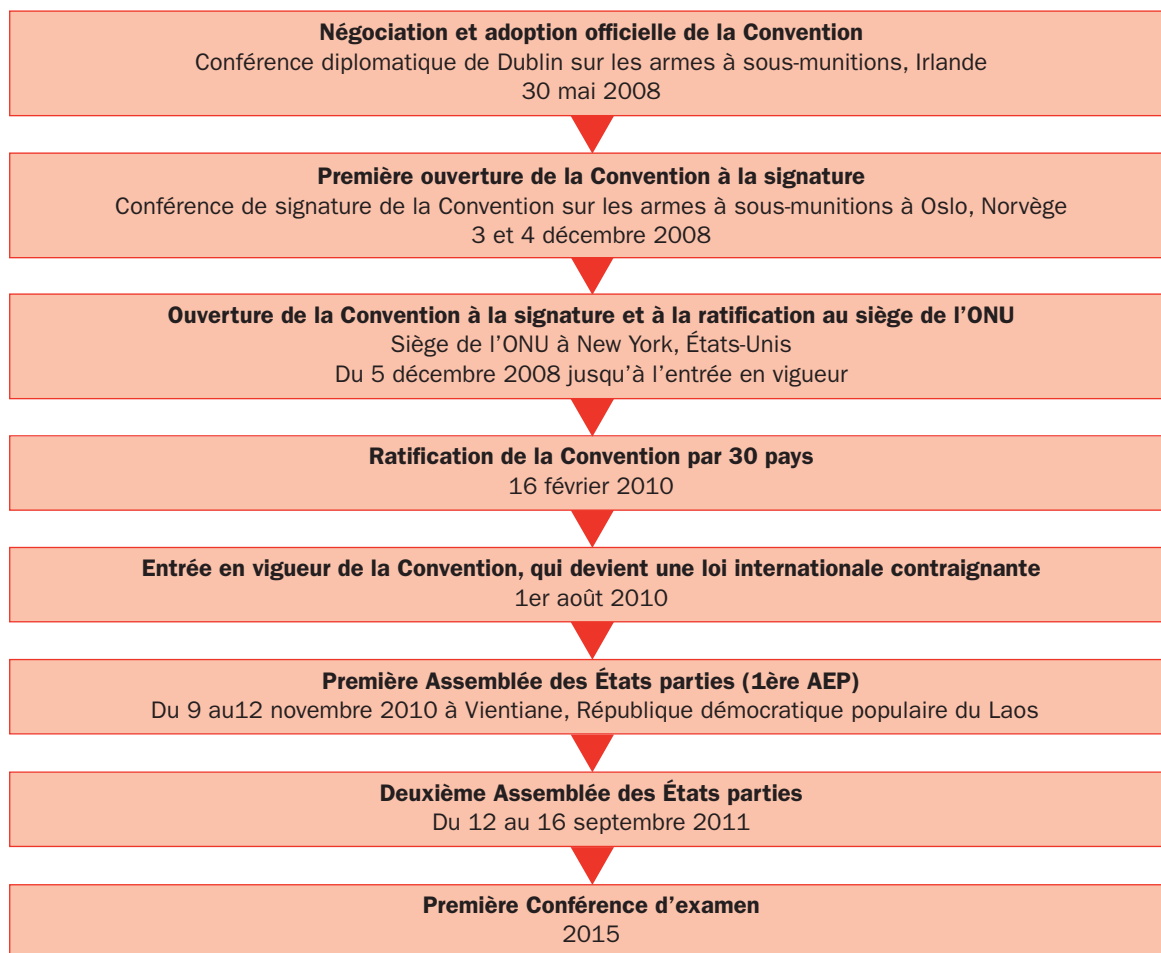 Négociation et adoption officielle de la Convention
Conférence diplomatique de Dublin sur les armes à sous-munitions, Irlande
30 mai 2008
Première ouverture de la Convention à la signature
Conférence de signature de la Convention sur les armes à sous-munitions à Oslo, Norvège
3 et 4 décembre 2008
Ouverture de la Convention à la signature et à la ratification au siège de l’ONU
Siège de l’ONU à New York, États-Unis
Du 5 décembre 2008 jusqu’à l’entrée en vigueur
Ratification de la Convention par 30 pays
16 février 2010
Entrée en vigueur de la Convention, qui devient une loi internationale contraignante
1er août 2010
Première Assemblée des États parties (1ère AEP)
Du 9 au12 novembre 2010 à Vientiane, République démocratique populaire du Laos
Deuxième Assemblée des États parties
Du 12 au 16 septembre 2011
Première Conférence d’examen
2015